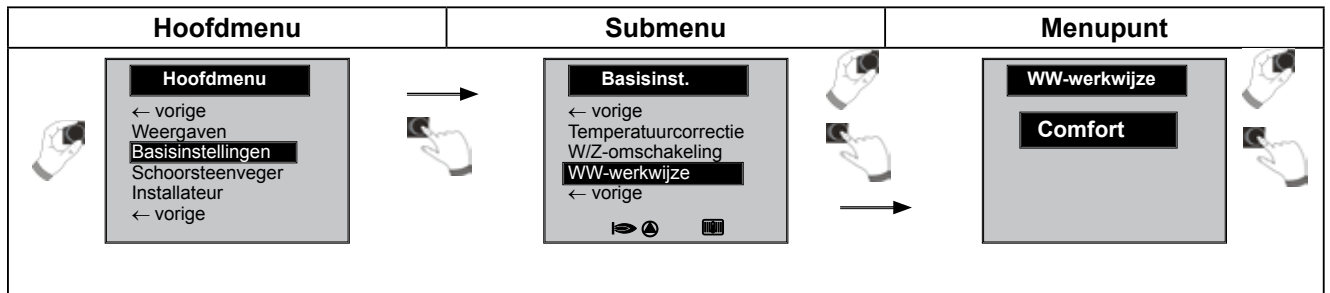 Hoofdmenu
Submenu
Menupunt
Hoofdmenu
← vorige
Weergaven
Basisinstellingen
Schoorsteenveger
Installateur
← vorige
Basisinst.
← vorige
Temperatuurcorrectie
W/Z-omschakeling
WW-werkwijze
← vorige
WW-werkwijze
Comfort